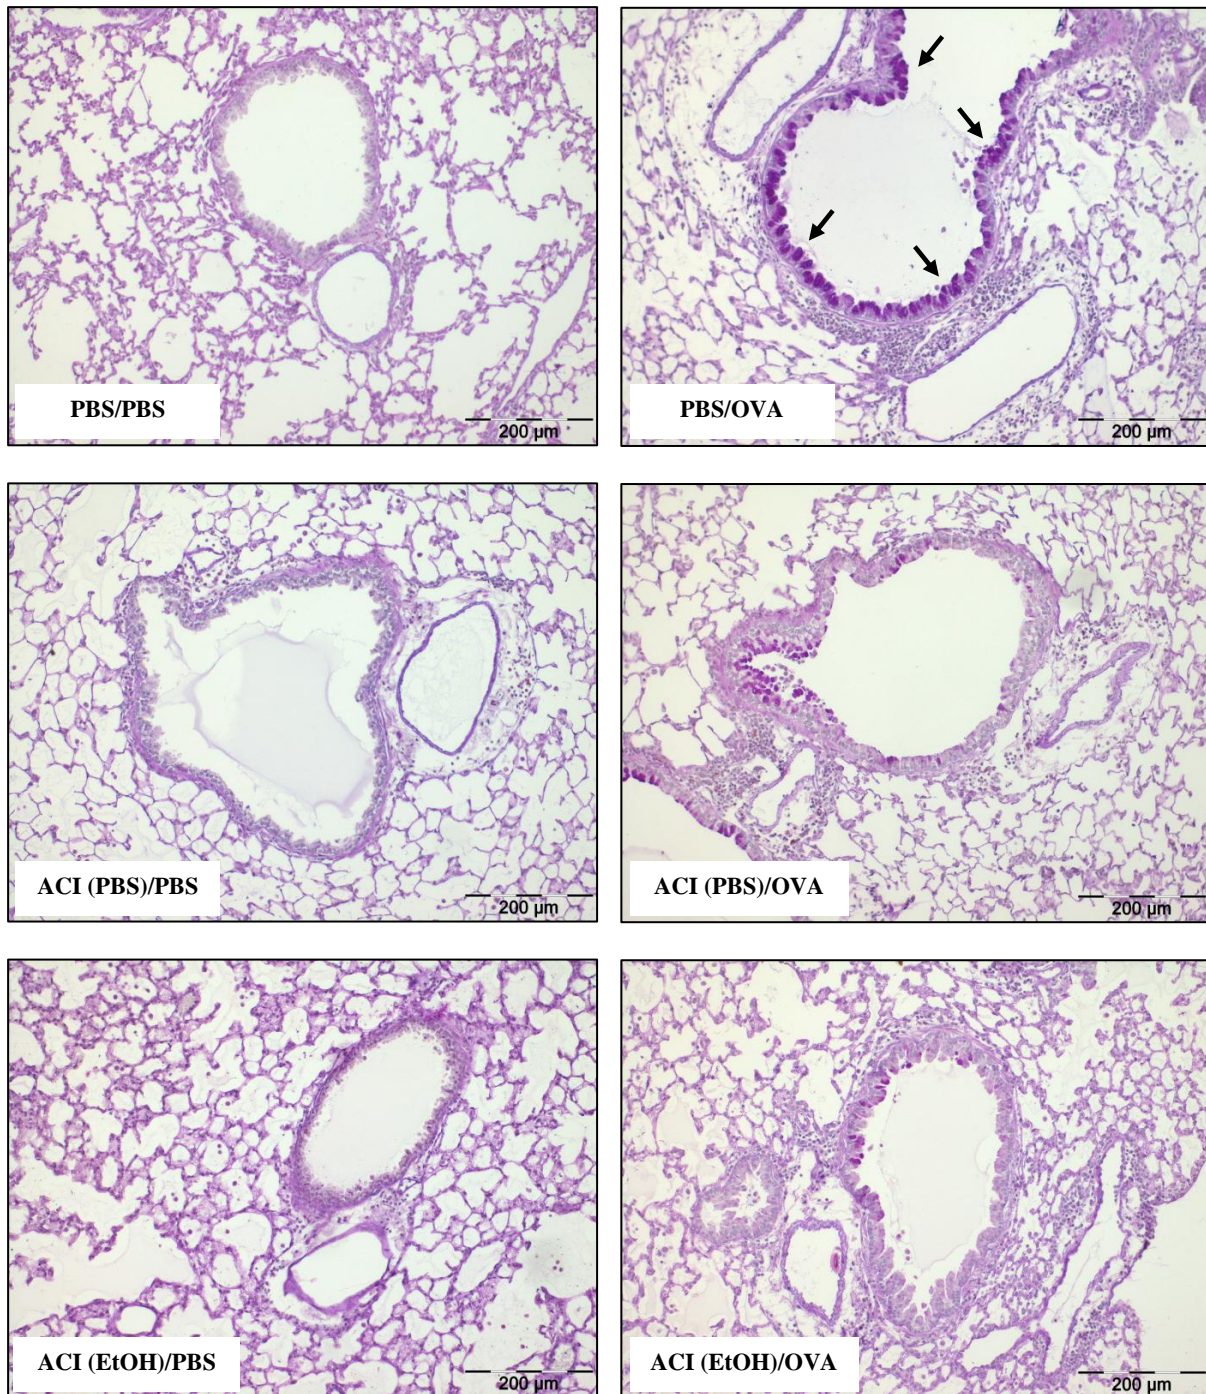 PBS/PBS
200 µm
PBS/OVA
200 µm
ACI (PBS)/PBS
200 µm
ACI (PBS)/OVA
200 µm
ACI (EtOH)/PBS
200 µm
ACI (EtOH)/OVA
200 µm